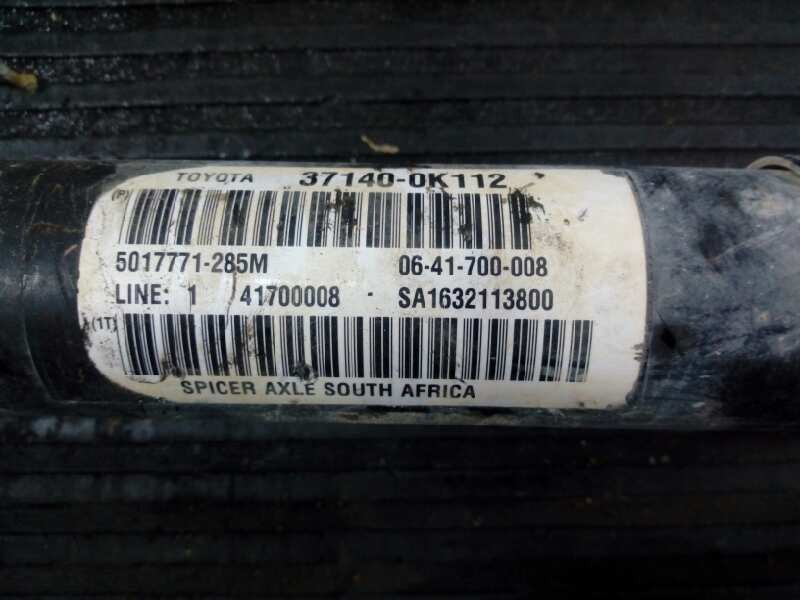 TOYOTA 37140-0K112
(P)
5017771-285M 06-41-700-008
LINE: 1 41700008 - SA1632113800
(1T)
SPICER AXLE SOUTH AFRICA